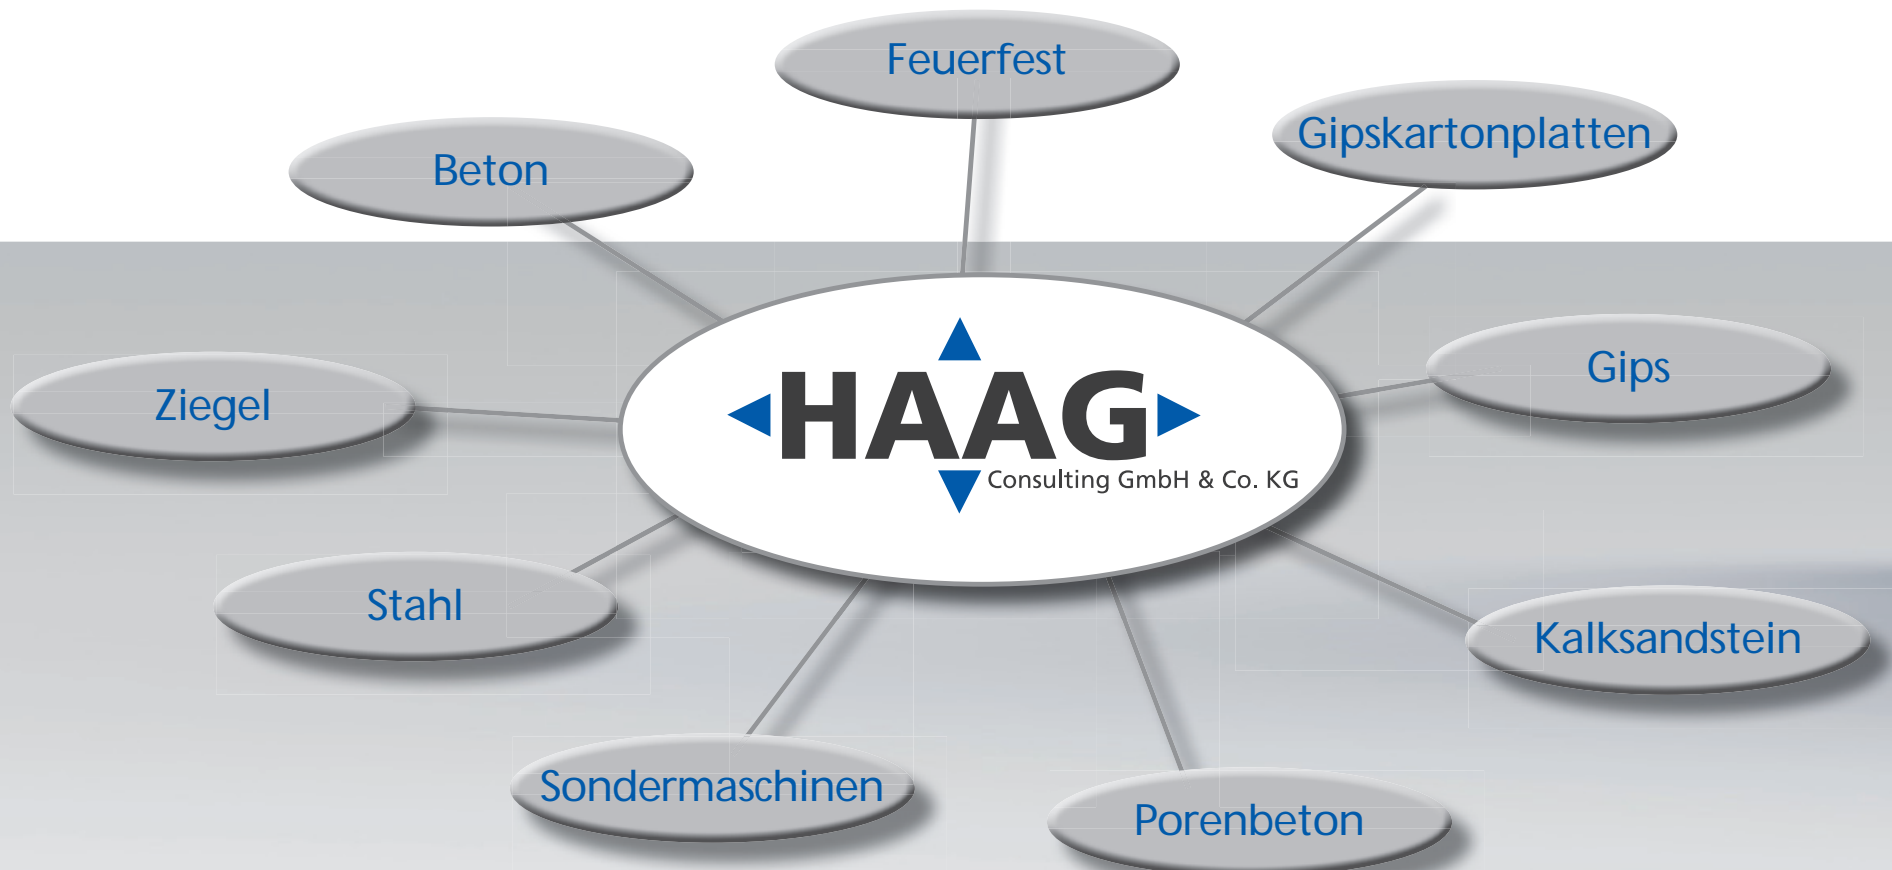 Feuerfest
Gipskartonplatten
Beton
Gips
Ziegel
HAAG
Consulting GmbH & Co. KG
Stahl
Kalksandstein
Sondermaschinen
Porenbeton